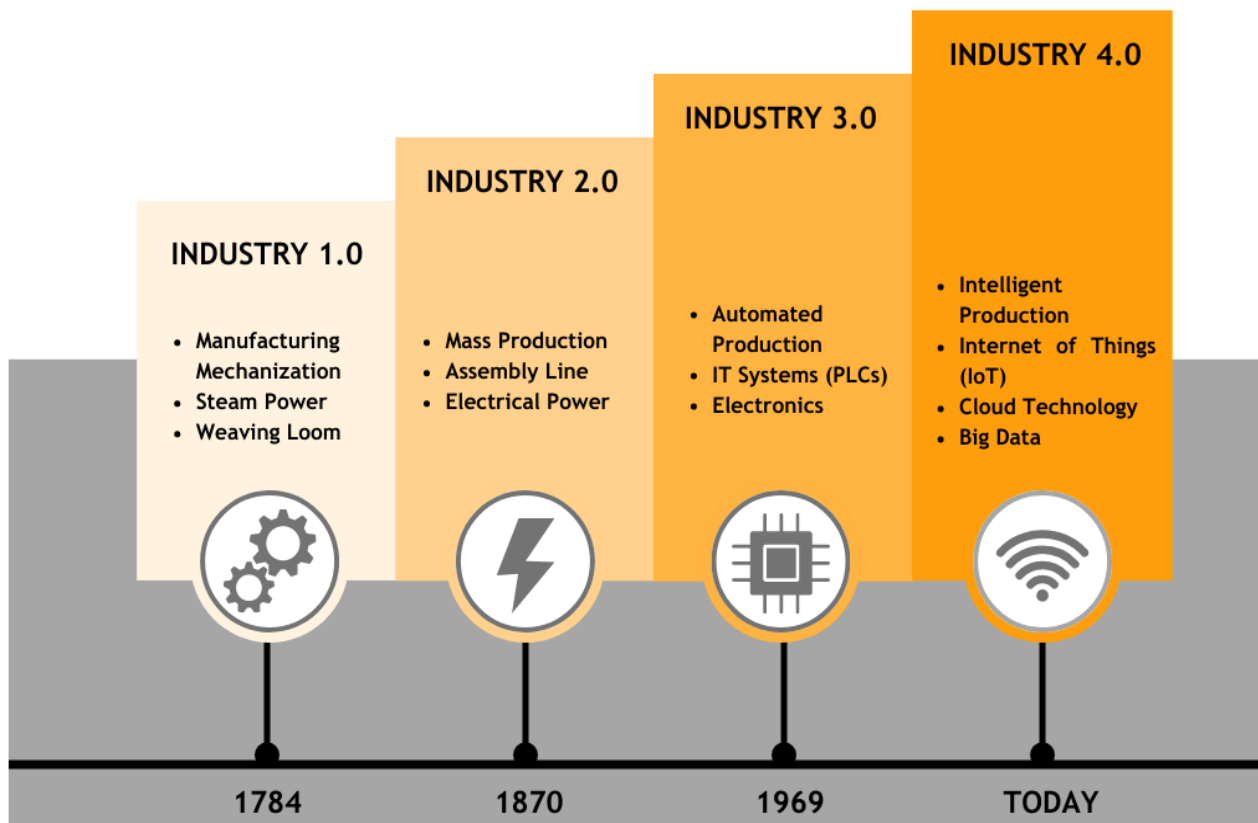 INDUSTRY 1.0
• Manufacturing
Mechanization
• Steam Power
• Weaving Loom
1784
INDUSTRY 2.0
• Mass Production
• Assembly Line
• Electrical Power
1870
INDUSTRY 3.0
• Automated
Production
• IT Systems (PLCs)
• Electronics
1969
INDUSTRY 4.0
• Intelligent
Production
• Internet of Things
(IoT)
• Cloud Technology
• Big Data
TODAY